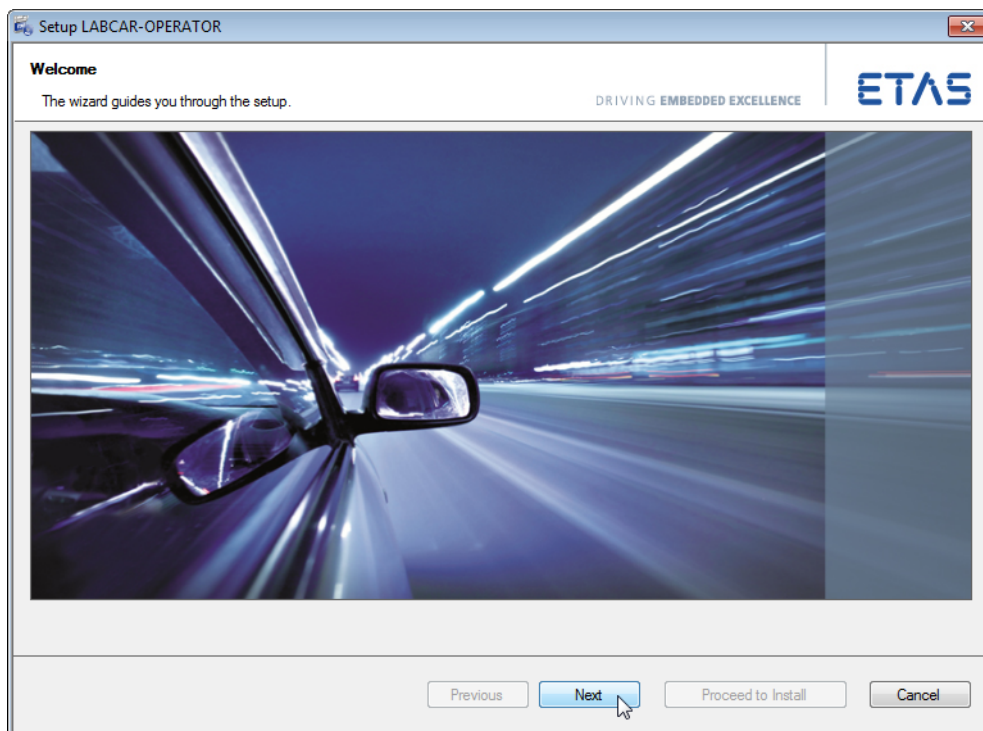 Setup LABCAR-OPERATOR
Welcome
The wizard guides you through the setup.
DRIVING EMBEDDED EXCELLENCE
ETAS
Previous
Next
Proceed to Install
Cancel